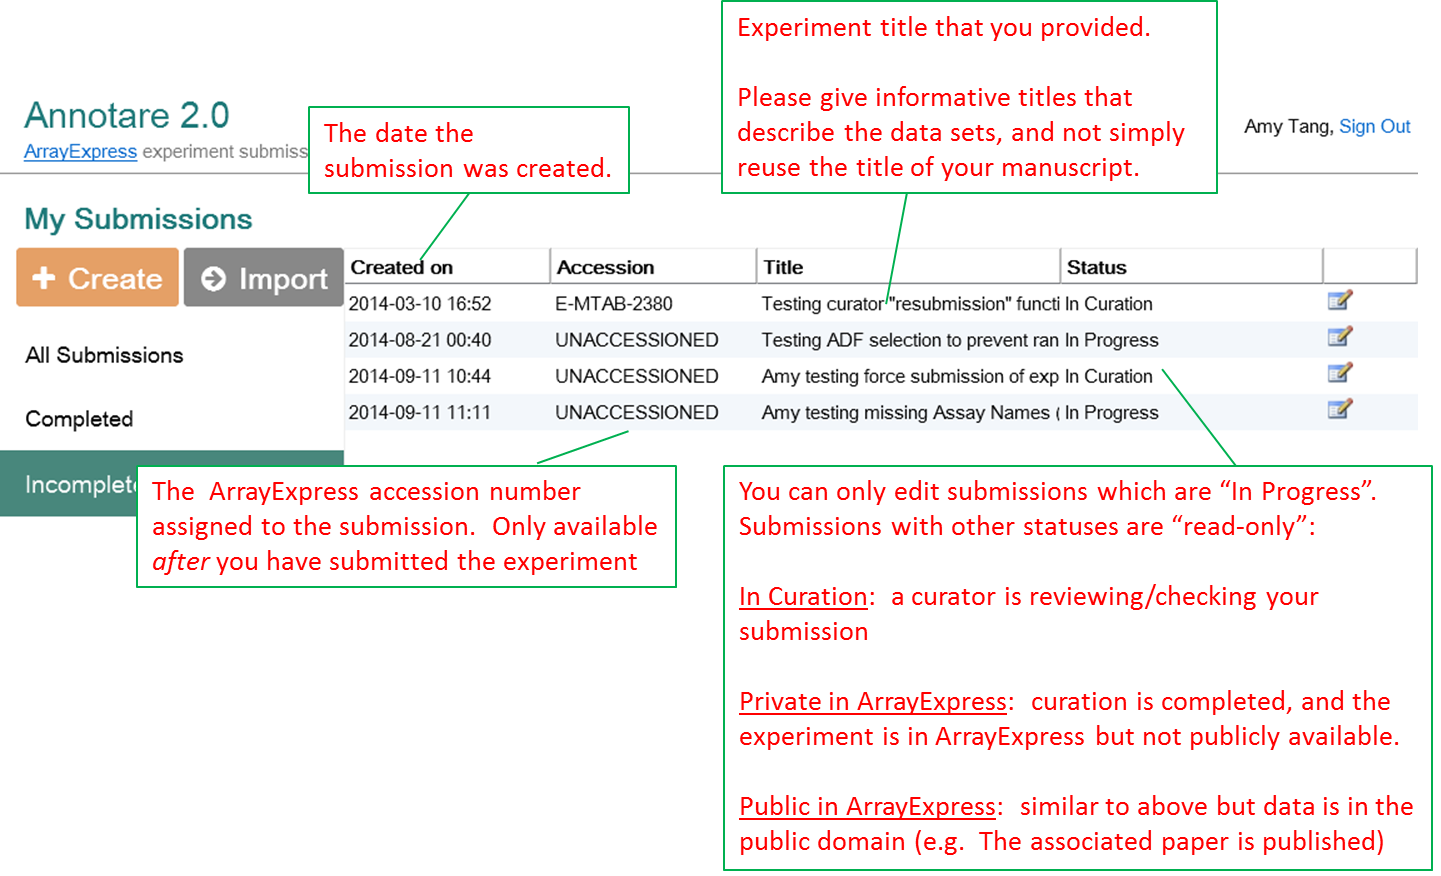 Experiment title that you provided.
Please give informative titles that
describe the data sets, and not simply
reuse the title of your manuscript.
Annotare 2.0
ArrayExpress experiment submiss
The date the
submission was created.
Amy Tang, Sign Out
My Submissions
Create
Import
Created on Accession Title Status
2014-03-10 16:52 E-MTAB-2380 Testing curator "resubmission" functi In Curation
2014-08-21 00:40 UNACCESSIONED Testing ADF selection to prevent ran In Progress
2014-09-11 10:44 UNACCESSIONED Amy testing force submission of exp In Curation
2014-09-11 11:11 UNACCESSIONED Amy testing missing Assay Names ( In Progress
All Submissions
Completed
Incomplete
The ArrayExpress accession number
assigned to the submission. Only available
after you have submitted the experiment
You can only edit submissions which are “In Progress”.
Submissions with other statuses are “read-only”:
In Curation: a curator is reviewing/checking your
submission
Private in ArrayExpress: curation is completed, and the
experiment is in ArrayExpress but not publicly available.
Public in ArrayExpress: similar to above but data is in the
public domain (e.g. The associated paper is published)